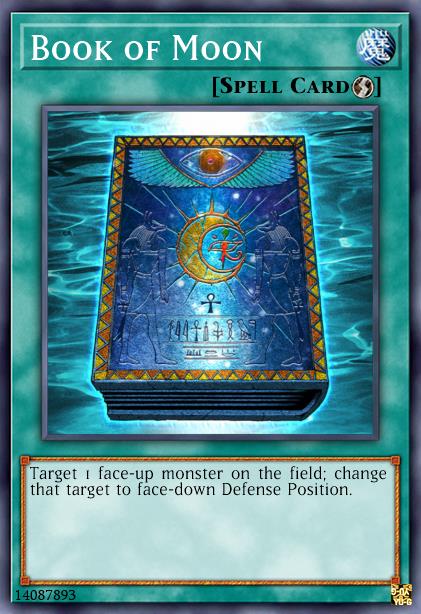 Book of Moon
魔
[Spell Card]
Target 1 face-up monster on the field; change
that target to face-down Defense Position.
14087893